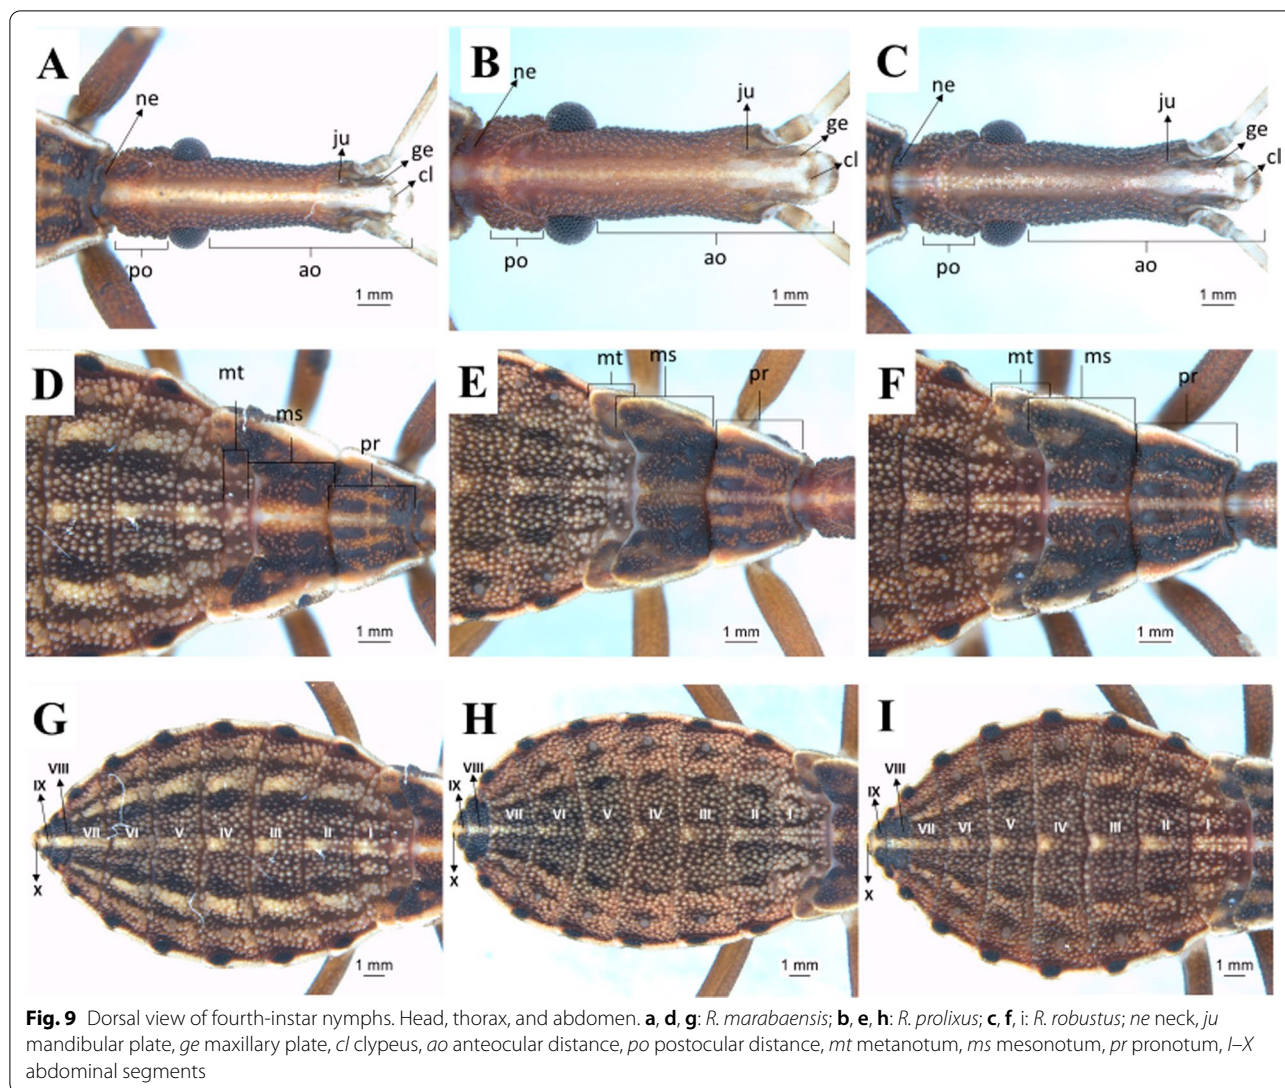 A
ne
ju
ge
cl
po
ao
1 mm
B
ne
ju
ge
cl
po
ao
1 mm
C
ne
ju
ge
cl
po
ao
1 mm
D
mt
ms
pr
1 mm
E
mt
ms
pr
1 mm
F
mt
ms
pr
1 mm
G
VIII
IX
VII VI V IV III II I
X
1 mm
H
VIII
IX
VII VI V IV III II I
X
1 mm
I
VIII
IX
VII VI V IV III II I
X
1 mm
Fig. 9 Dorsal view of fourth-instar nymphs. Head, thorax, and abdomen. a, d, g: R. marabaensis; b, e, h: R. prolixus; c, f, i: R. robustus; ne neck, ju
mandibular plate, ge maxillary plate, cl clypeus, ao anteocular distance, po postocular distance, mt metanotum, ms mesonotum, pr pronotum, I–X
abdominal segments